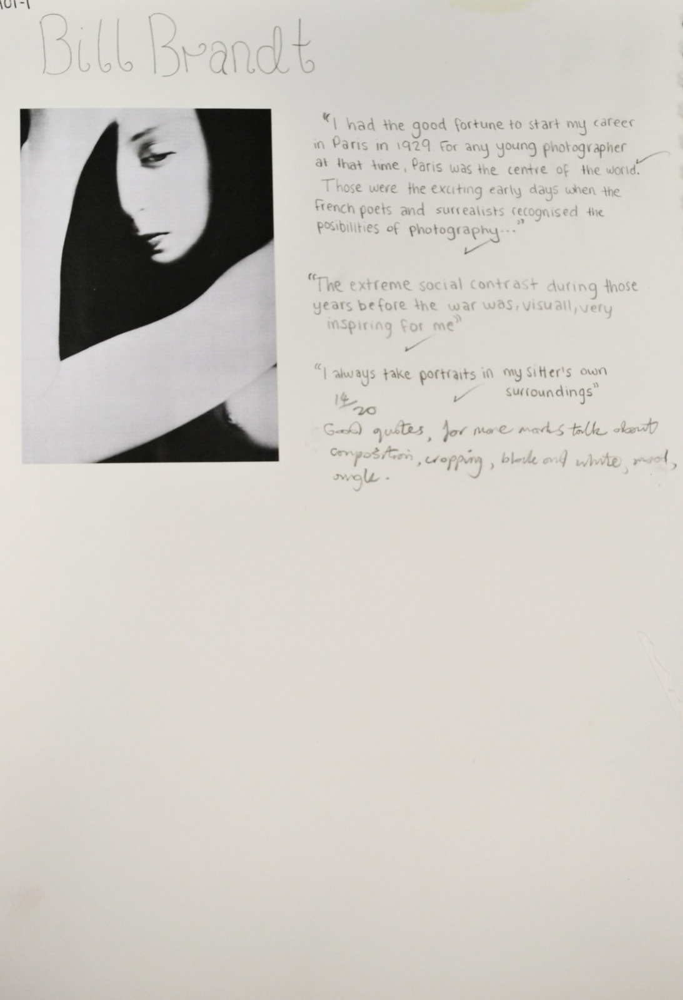 Bill Brandt
"I had the good fortune to start my career
in Paris in 1929. For any young photographer
at that time, Paris was the centre of the world.
Those were the exciting early days when the
French poets and surrealists recognised the
posibilities of photography..."
"The extreme social contrast during those
years before the war was, visuall, very
inspiring for me"
"I always take portraits in my sitter's own
surroundings"
14/20
Good quotes, for more marks talk about
composition, cropping, black and white, mood,
angle.